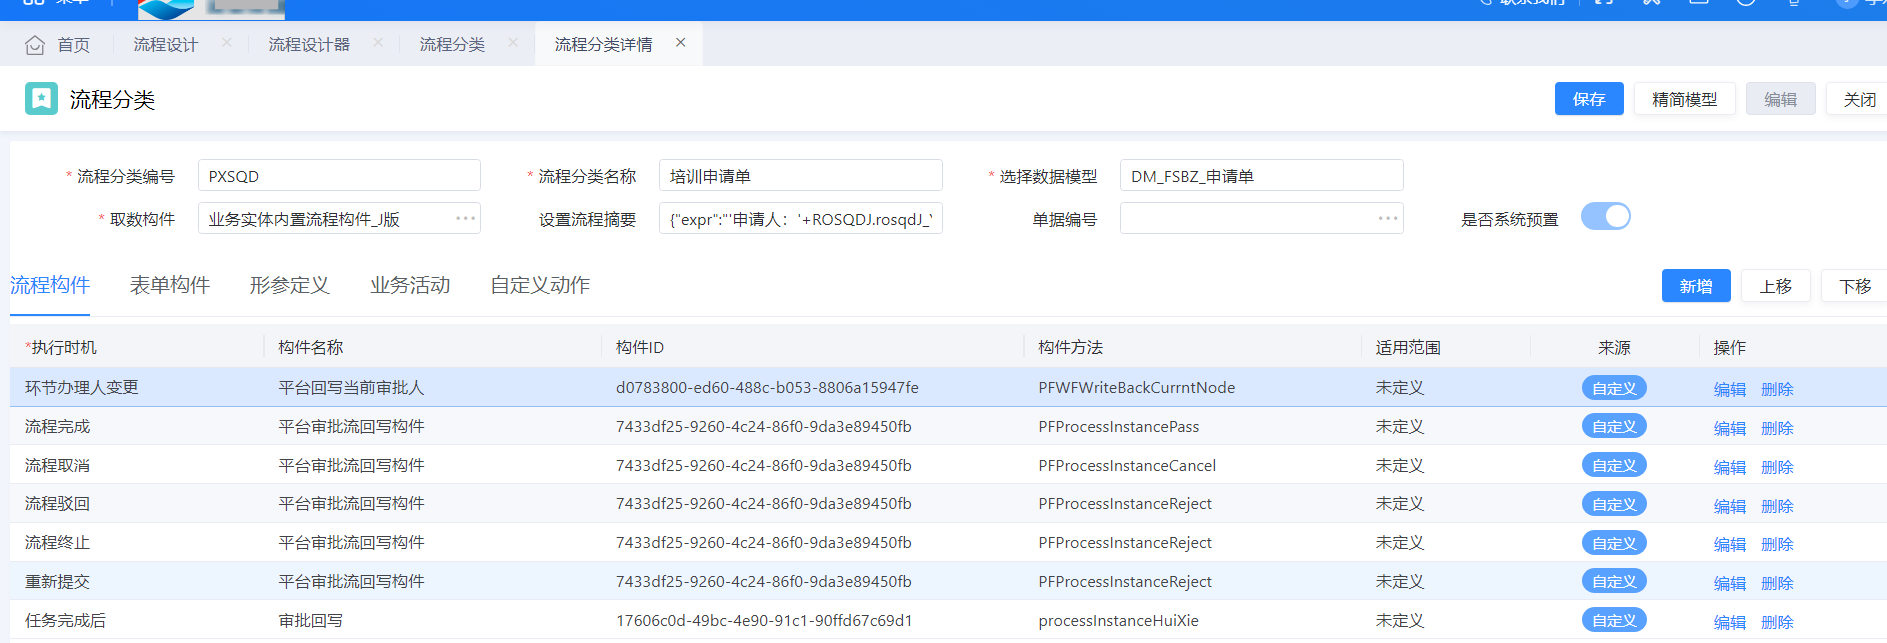 首页 流程设计 流程设计器 流程分类 流程分类详情
流程分类 保存 精简模型 编辑 关闭
* 流程分类编号 PXSQD * 流程分类名称 培训申请单 * 选择数据模型 DM_FSBZ_申请单
* 取数构件 业务实体内置流程构件_J版 ··· 设置流程摘要 {"expr":"'申请人：'+ROSQDJ.rosqdJ_Y 单据编号 ··· 是否系统预置
流程构件 表单构件 形参定义 业务活动 自定义动作 新增 上移 下移
*执行时机 构件名称 构件ID 构件方法 适用范围 来源 操作
环节办理人变更 平台回写当前审批人 d0783800-ed60-488c-b053-8806a15947fe PFWFWriteBackCurrntNode 未定义 自定义 编辑 删除
流程完成 平台审批流回写构件 7433df25-9260-4c24-86f0-9da3e89450fb PFProcessInstancePass 未定义 自定义 编辑 删除
流程取消 平台审批流回写构件 7433df25-9260-4c24-86f0-9da3e89450fb PFProcessInstanceCancel 未定义 自定义 编辑 删除
流程驳回 平台审批流回写构件 7433df25-9260-4c24-86f0-9da3e89450fb PFProcessInstanceReject 未定义 自定义 编辑 删除
流程终止 平台审批流回写构件 7433df25-9260-4c24-86f0-9da3e89450fb PFProcessInstanceReject 未定义 自定义 编辑 删除
重新提交 平台审批流回写构件 7433df25-9260-4c24-86f0-9da3e89450fb PFProcessInstanceReject 未定义 自定义 编辑 删除
任务完成后 审批回写 17606c0d-49bc-4e90-91c1-90ffd67c69d1 processInstanceHuiXie 未定义 自定义 编辑 删除